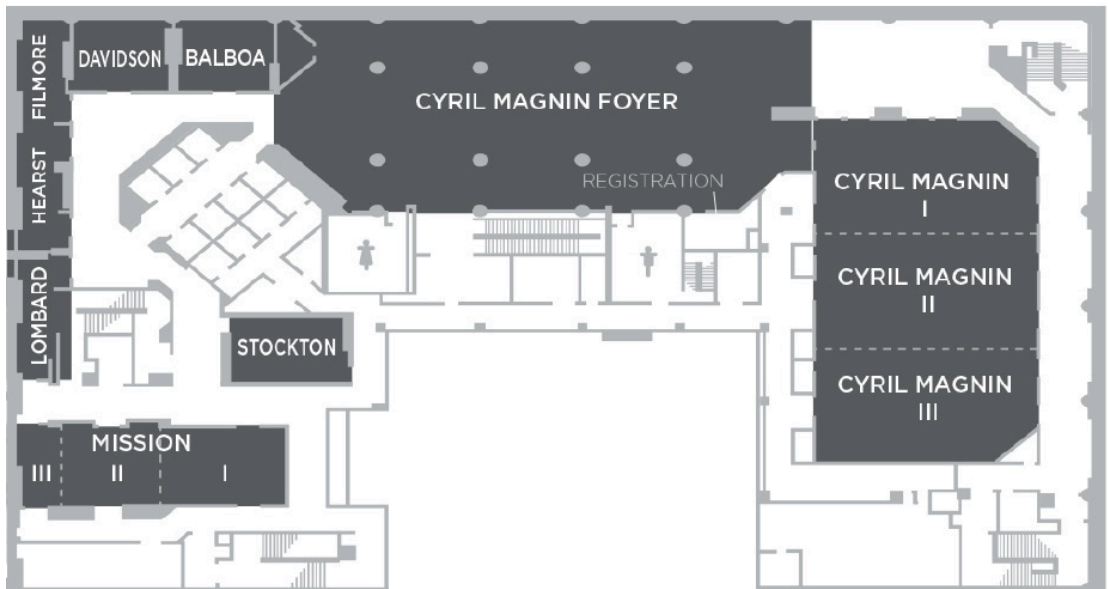 FILMORE
DAVIDSON
BALBOA
CYRIL MAGNIN FOYER
HEARST
REGISTRATION
CYRIL MAGNIN
I
LOMBARD
CYRIL MAGNIN
II
STOCKTON
CYRIL MAGNIN
III
MISSION
III II I